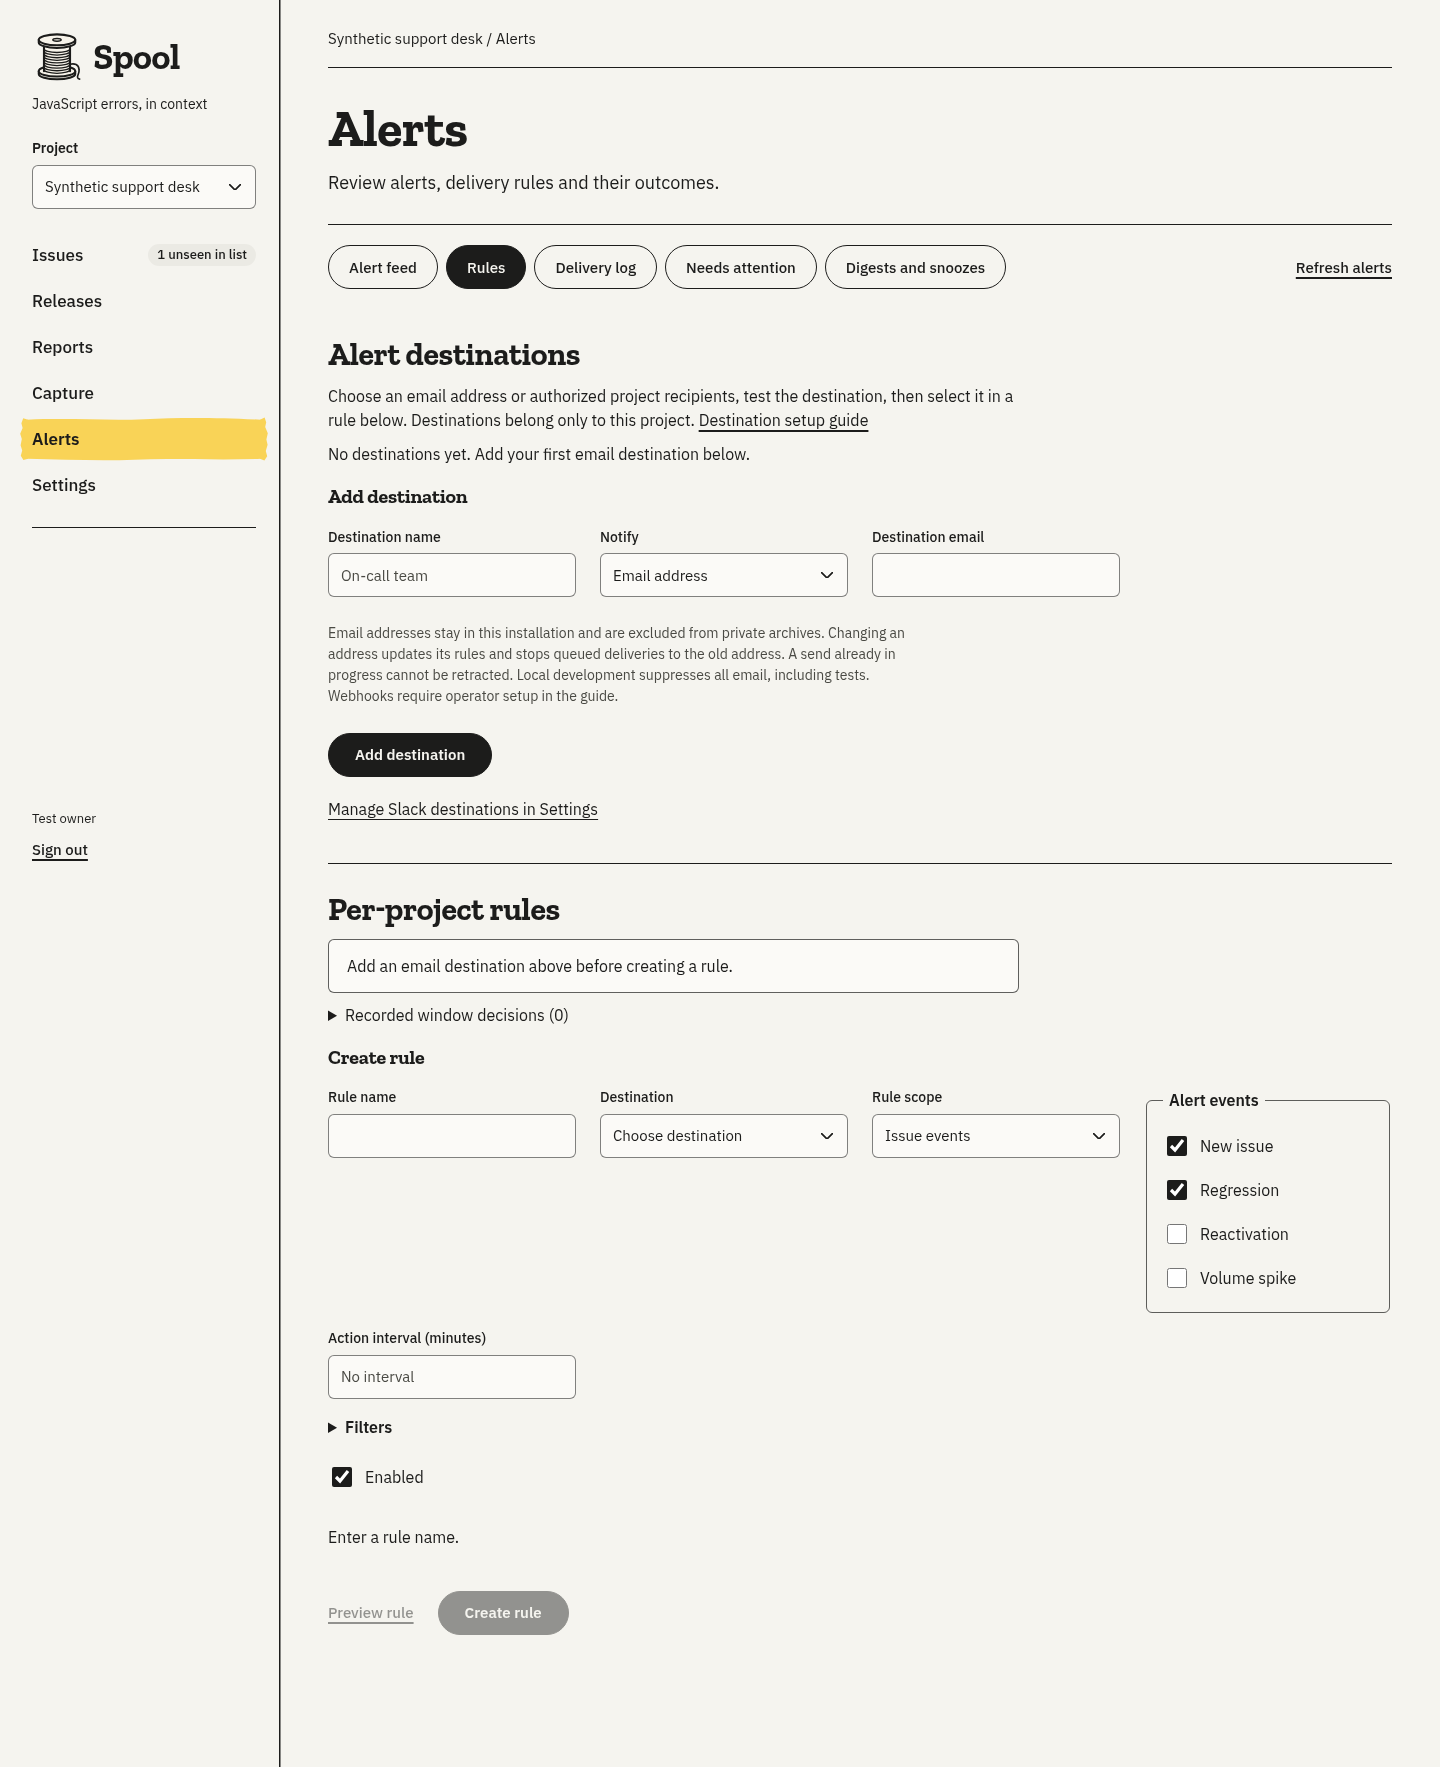 Spool
JavaScript errors, in context
Project
Synthetic support desk
Issues
1 unseen in list
Releases
Reports
Capture
Alerts
Settings
Test owner
Sign out
Synthetic support desk / Alerts
Alerts
Review alerts, delivery rules and their outcomes.
Alert feed
Rules
Delivery log
Needs attention
Digests and snoozes
Refresh alerts
Alert destinations
Choose an email address or authorized project recipients, test the destination, then select it in a
rule below. Destinations belong only to this project. Destination setup guide
No destinations yet. Add your first email destination below.
Add destination
Destination name
Notify
Destination email
On-call team
Email address
Email addresses stay in this installation and are excluded from private archives. Changing an
address updates its rules and stops queued deliveries to the old address. A send already in
progress cannot be retracted. Local development suppresses all email, including tests.
Webhooks require operator setup in the guide.
Add destination
Manage Slack destinations in Settings
Per-project rules
Add an email destination above before creating a rule.
Recorded window decisions (0)
Create rule
Rule name
Destination
Rule scope
Choose destination
Issue events
Alert events
New issue
Regression
Reactivation
Volume spike
Action interval (minutes)
No interval
Filters
Enabled
Enter a rule name.
Preview rule
Create rule